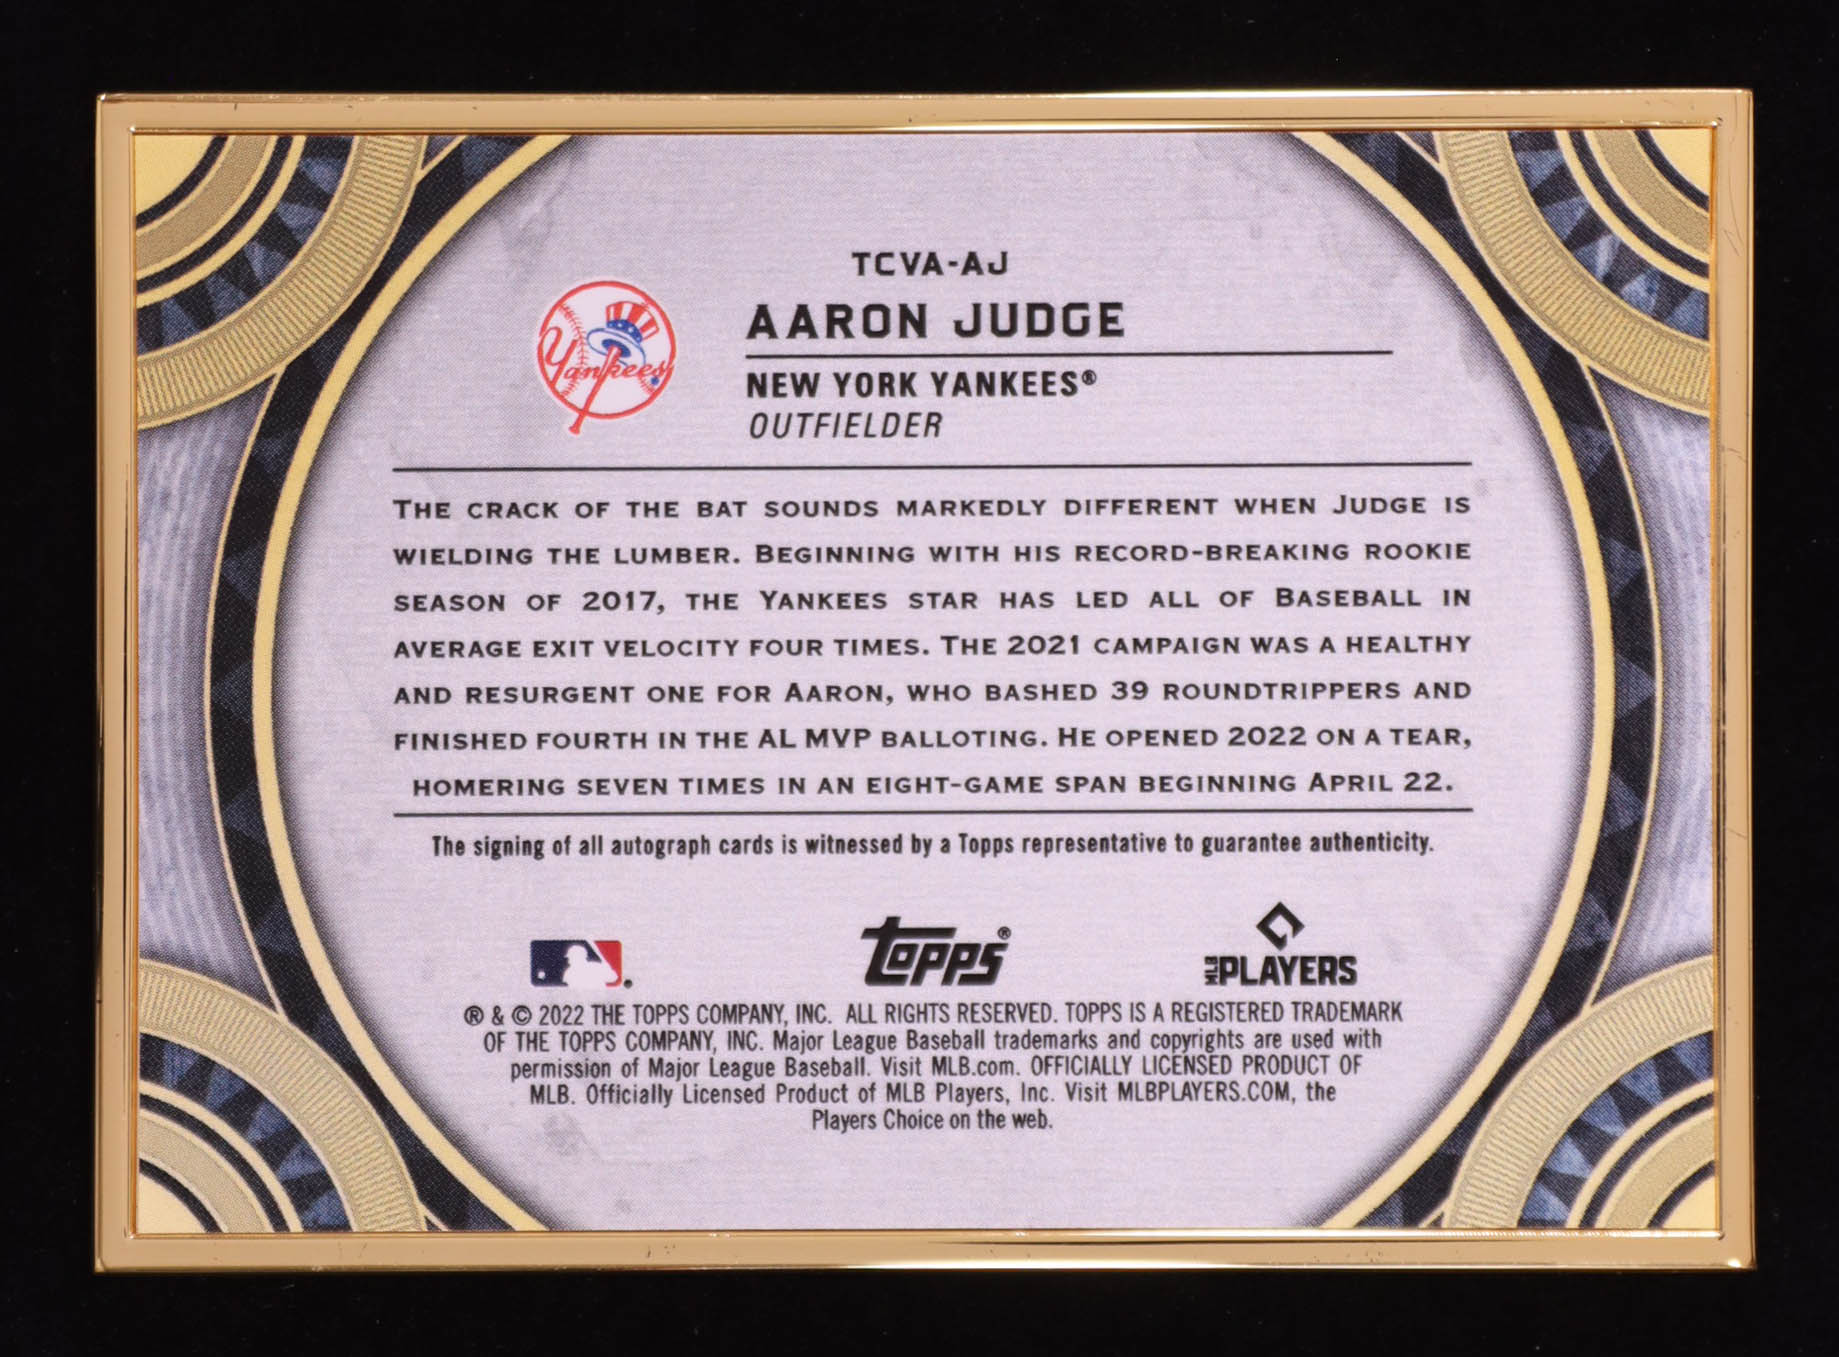 TCVA-AJ
AARON JUDGE
Yankees
NEW YORK YANKEES®
OUTFIELDER
THE CRACK OF THE BAT SOUNDS MARKEDLY DIFFERENT WHEN JUDGE IS
WIELDING THE LUMBER. BEGINNING WITH HIS RECORD-BREAKING ROOKIE
SEASON OF 2017, THE YANKEES STAR HAS LED ALL OF BASEBALL IN
AVERAGE EXIT VELOCITY FOUR TIMES. THE 2021 CAMPAIGN WAS A HEALTHY
AND RESURGENT ONE FOR AARON, WHO BASHED 39 ROUNDTRIPPERS AND
FINISHED FOURTH IN THE AL MVP BALLOTING. HE OPENED 2022 ON A TEAR,
HOMERING SEVEN TIMES IN AN EIGHT-GAME SPAN BEGINNING APRIL 22.
The signing of all autograph cards is witnessed by a Topps representative to guarantee authenticity.
topps®
MLB PLAYERS
® & © 2022 THE TOPPS COMPANY, INC. ALL RIGHTS RESERVED. TOPPS IS A REGISTERED TRADEMARK
OF THE TOPPS COMPANY, INC. Major League Baseball trademarks and copyrights are used with
permission of Major League Baseball. Visit MLB.com. OFFICIALLY LICENSED PRODUCT OF
MLB. Officially Licensed Product of MLB Players, Inc. Visit MLBPLAYERS.COM, the
Players Choice on the web.